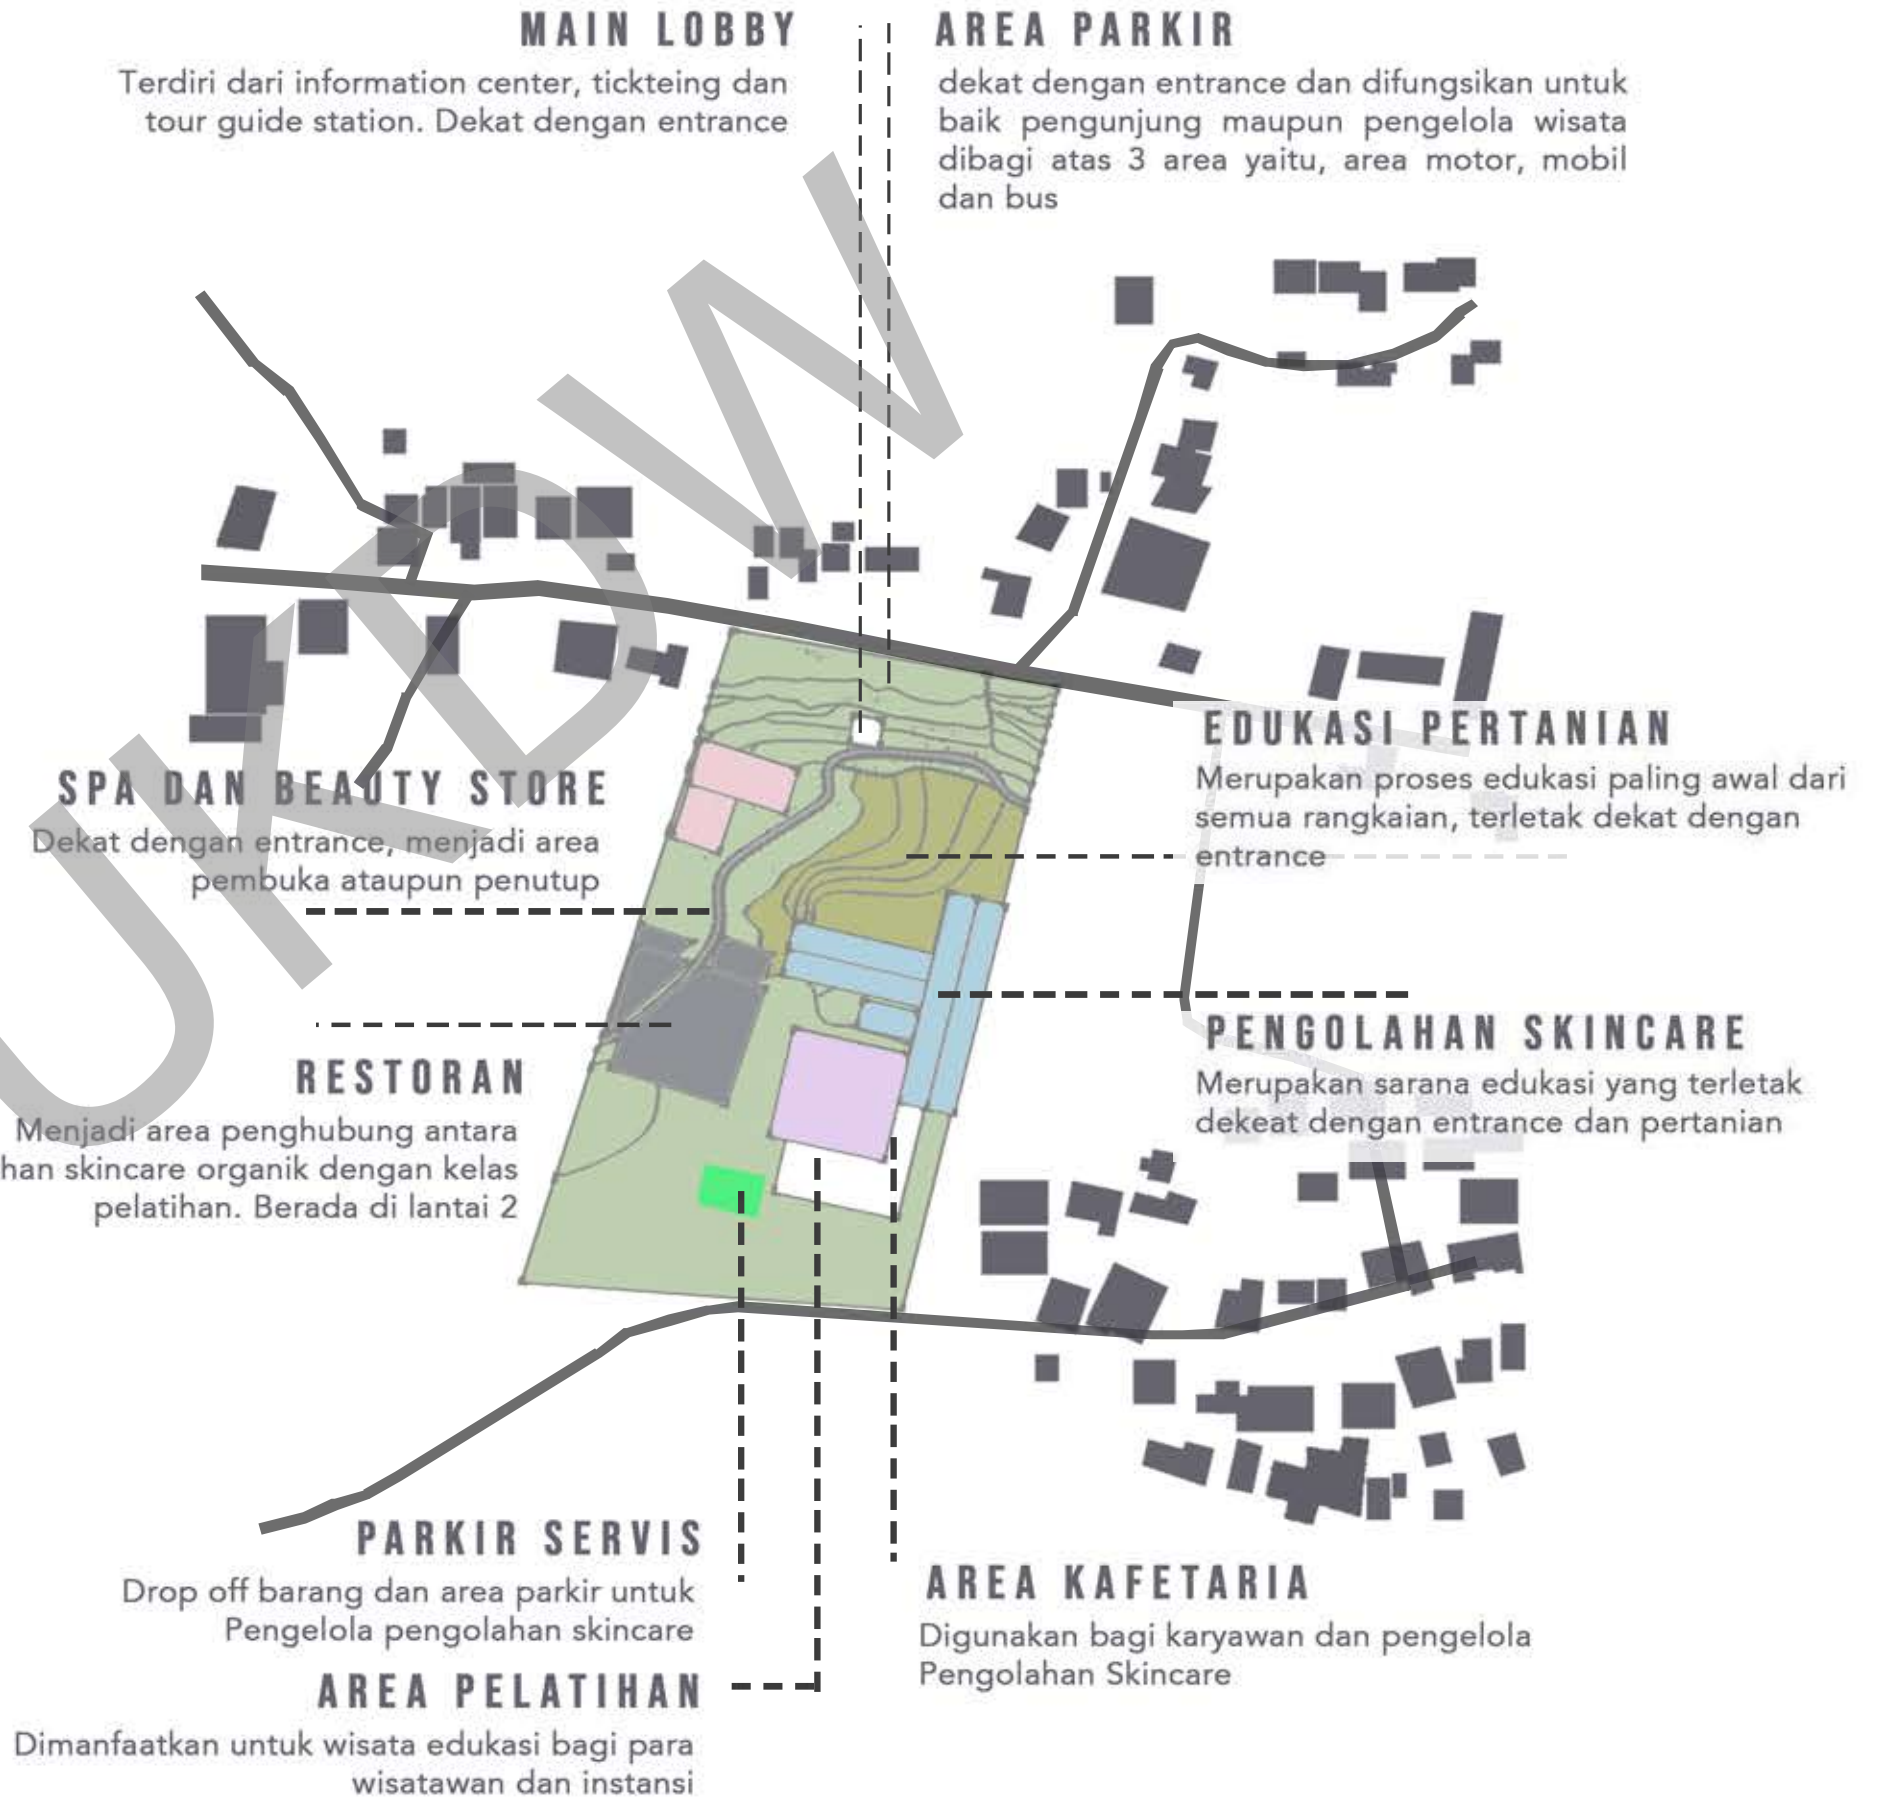 MAIN LOBBY
Terdiri dari information center, tickteing dan
tour guide station. Dekat dengan entrance
AREA PARKIR
dekat dengan entrance dan difungsikan untuk
baik pengunjung maupun pengelola wisata
dibagi atas 3 area yaitu, area motor, mobil
dan bus
EDUKASI PERTANIAN
Merupakan proses edukasi paling awal dari
semua rangkaian, terletak dekat dengan
entrance
SPA DAN BEAUTY STORE
Dekat dengan entrance, menjadi area
pembuka ataupun penutup
PENGOLAHAN SKINCARE
Merupakan sarana edukasi yang terletak
dekeat dengan entrance dan pertanian
RESTORAN
Menjadi area penghubung antara
han skincare organik dengan kelas
pelatihan. Berada di lantai 2
PARKIR SERVIS
Drop off barang dan area parkir untuk
Pengelola pengolahan skincare
AREA KAFETARIA
Digunakan bagi karyawan dan pengelola
Pengolahan Skincare
AREA PELATIHAN
Dimanfaatkan untuk wisata edukasi bagi para
wisatawan dan instansi
UKDW